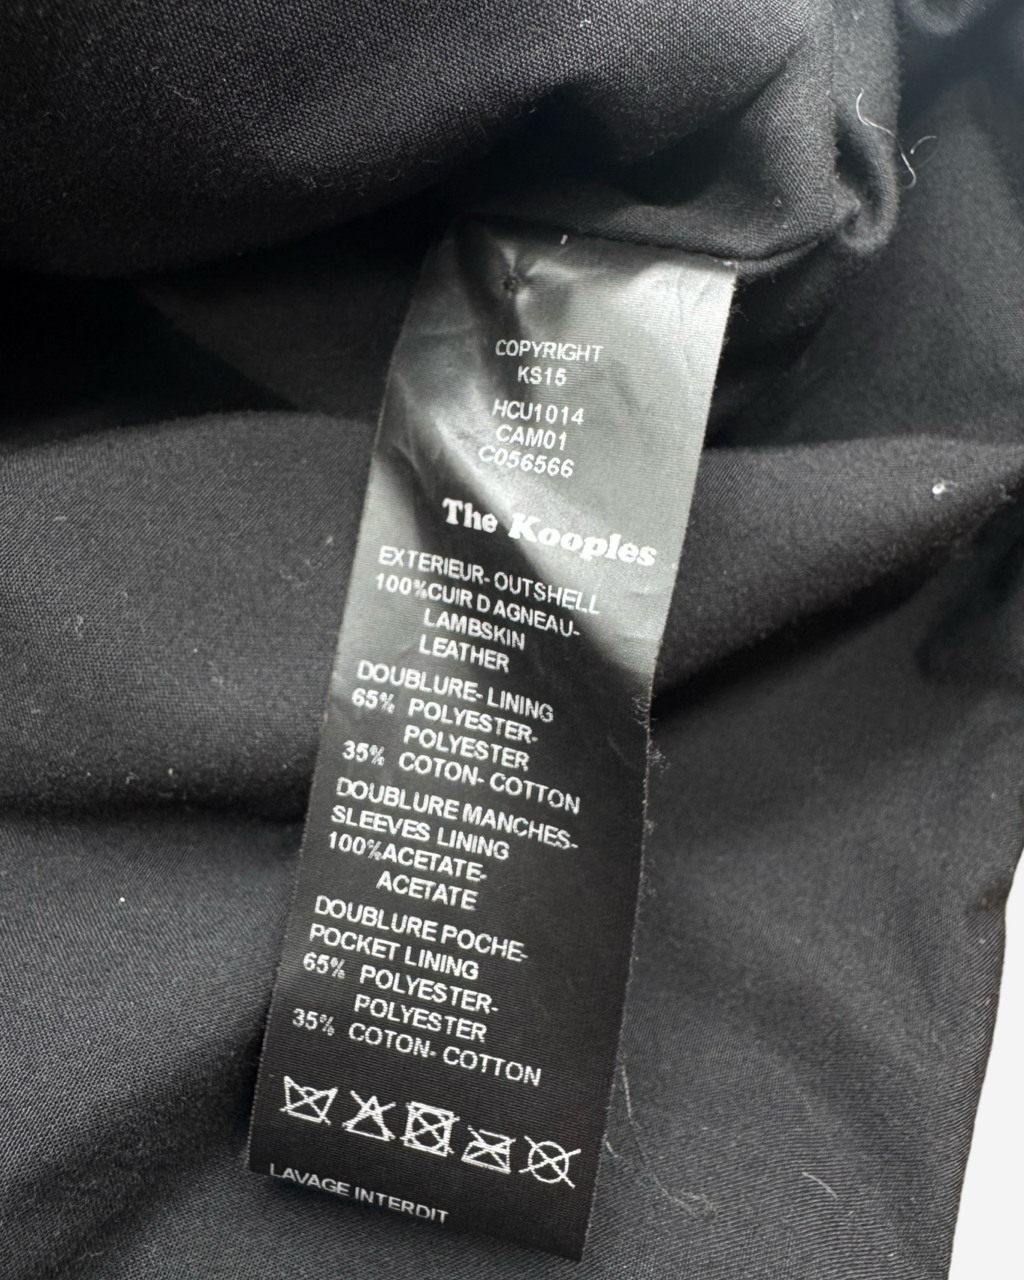 COPYRIGHT
KS15
HCU1014
CAM01
C056566
The Kooples
EXTERIEUR- OUTSHELL
100%CUIR D AGNEAU-
LAMBSKIN
LEATHER
DOUBLURE- LINING
65% POLYESTER-
POLYESTER
35% COTON- COTTON
DOUBLURE MANCHES-
SLEEVES LINING
100%ACETATE-
ACETATE
DOUBLURE POCHE-
POCKET LINING
65% POLYESTER-
POLYESTER
35% COTON- COTTON
LAVAGE INTERDIT